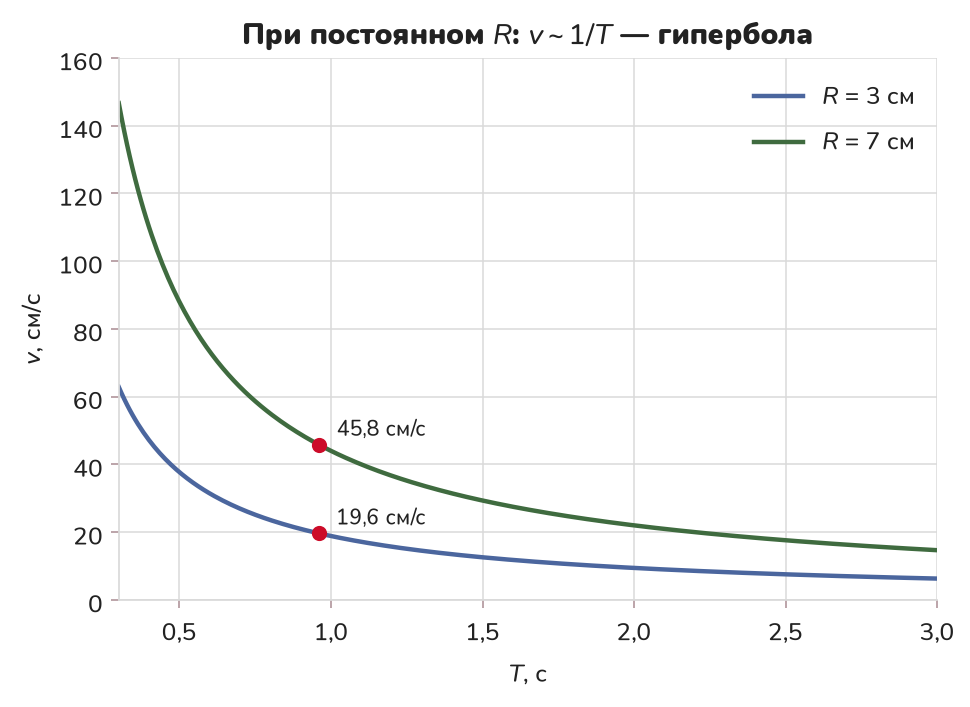 При постоянном R: v ~ 1/T — гипербола
160
140
120
100
80
60
40
20
0
v, см/с
R = 3 см
R = 7 см
45,8 см/с
19,6 см/с
0,5
1,0
1,5
2,0
2,5
3,0
T, с